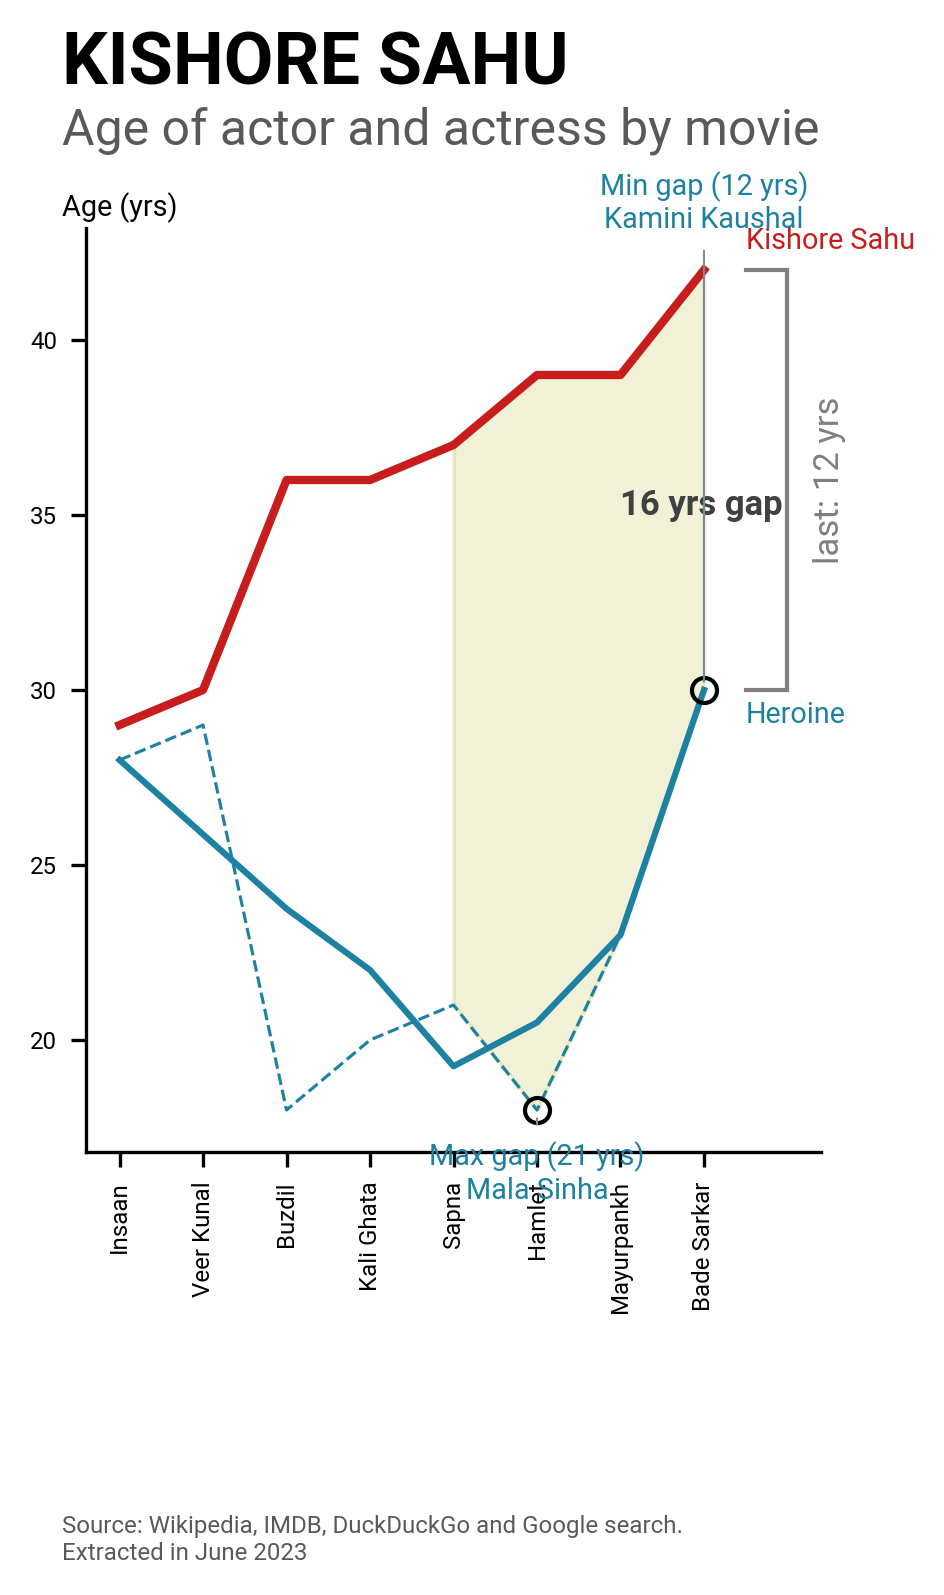 KISHORE SAHU
Age of actor and actress by movie
Min gap (12 yrs)
Kamini Kaushal
Age (yrs)
Kishore Sahu
40
35
30
25
20
16 yrs gap
last: 12 yrs
Heroine
Max gap (21 yrs)
Mala Sinha
Insaan
Veer Kunal
Buzdil
Kali Ghata
Sapna
Hamlet
Mayurpankh
Bade Sarkar
Source: Wikipedia, IMDB, DuckDuckGo and Google search.
Extracted in June 2023